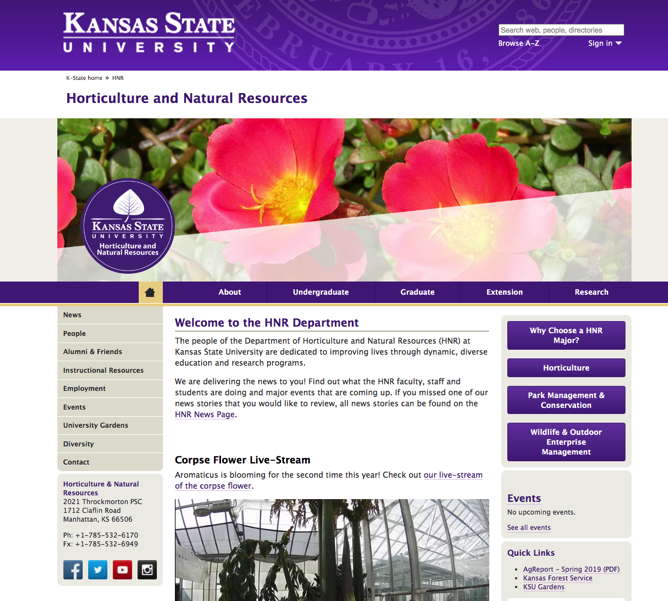 KANSAS STATE
UNIVERSITY
Search web, people, directories
Browse A-Z
Sign in
K-State home » HNR
Horticulture and Natural Resources
KANSAS STATE
UNIVERSITY
Horticulture and
Natural Resources
About
Undergraduate
Graduate
Extension
Research
News
People
Alumni & Friends
Instructional Resources
Employment
Events
University Gardens
Diversity
Contact
Horticulture & Natural
Resources
2021 Throckmorton PSC
1712 Claflin Road
Manhattan, KS 66506
Ph: +1-785-532-6170
Fx: +1-785-532-6949
Welcome to the HNR Department
The people of the Department of Horticulture and Natural Resources (HNR) at
Kansas State University are dedicated to improving lives through dynamic, diverse
education and research programs.
We are delivering the news to you! Find out what the HNR faculty, staff and
students are doing and major events that are coming up. If you missed one of our
news stories that you would like to review, all news stories can be found on the
HNR News Page.
Corpse Flower Live-Stream
Aromaticus is blooming for the second time this year! Check out our live-stream
of the corpse flower.
Why Choose a HNR
Major?
Horticulture
Park Management &
Conservation
Wildlife & Outdoor
Enterprise
Management
Events
No upcoming events.
See all events
Quick Links
AgReport - Spring 2019 (PDF)
Kansas Forest Service
KSU Gardens